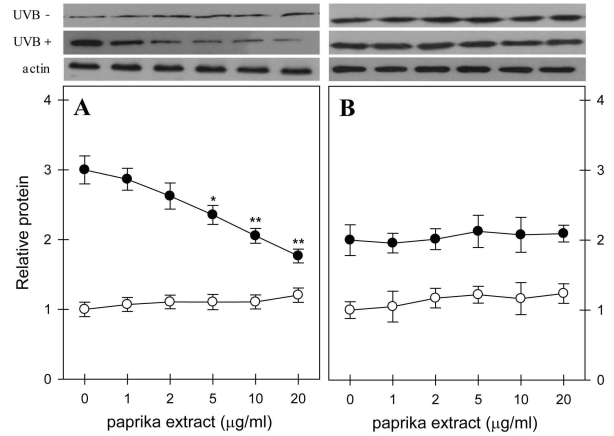 UVB -
UVB +
actin
A
B
4
3
2
1
0
Relative protein
*
**
**
4
3
2
1
0
0 1 2 5 10 20
0 1 2 5 10 20
paprika extract (μg/ml)
paprika extract (μg/ml)